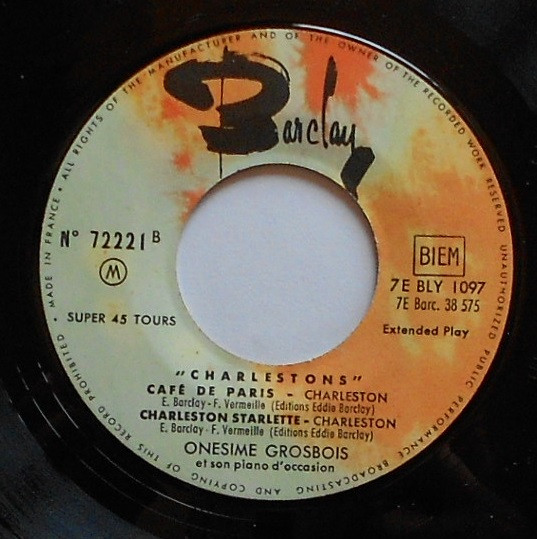 MADE IN FRANCE • ALL RIGHTS OF THE MANUFACTURER AND OF THE OWNER OF THE RECORDED WORK RESERVED UNAUTHORIZED PUBLIC PERFORMANCE BROADCASTING AND COPYING OF THIS RECORD PROHIBITED •
Barclay
N° 72221 B
M
SUPER 45 TOURS
BIEM
7E BLY 1097
7E Barc. 38 575
Extended Play
"CHARLESTONS"
CAFÉ DE PARIS - CHARLESTON
E. Barclay - F. Vermeille (Editions Eddie Barclay)
CHARLESTON STARLETTE - CHARLESTON
E. Barclay - F. Vermeille (Editions Eddie Barclay)
ONESIME GROSBOIS
et son piano d'occasion